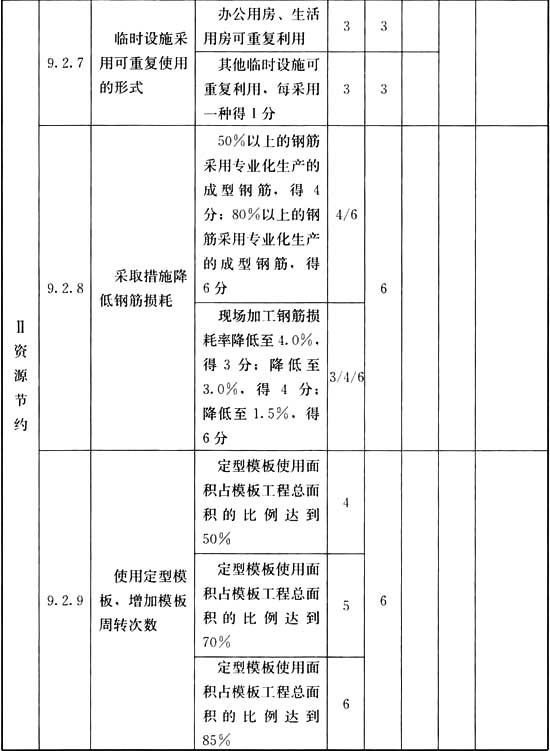 Ⅱ
资
源
节
约
9.2.7
临时设施采
用可重复使用
的形式
办公用房、生活
用房可重复利用
3
3
其他临时设施可
重复利用，每采用
一种得1分
3
3
9.2.8
采取措施降
低钢筋损耗
50%以上的钢筋
采用专业化生产的
成型钢筋，得4
分；80%以上的钢
筋采用专业化生产
的成型钢筋，得
6分
4/6
6
现场加工钢筋损
耗率降低至4.0%，
得3分；降低至
3.0%，得4分；
降低至1.5%，得
6分
3/4/6
9.2.9
使用定型模
板，增加模板
周转次数
定型模板使用面
积占模板工程总面
积的比例达到
50%
4
6
定型模板使用面
积占模板工程总面
积的比例达到
70%
5
定型模板使用面
积占模板工程总面
积的比例达到
85%
6